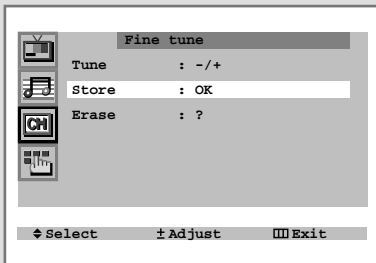 Fine tune
Tune : -/+
Store : OK
CH
Erase : ?
Select ± Adjust Exit